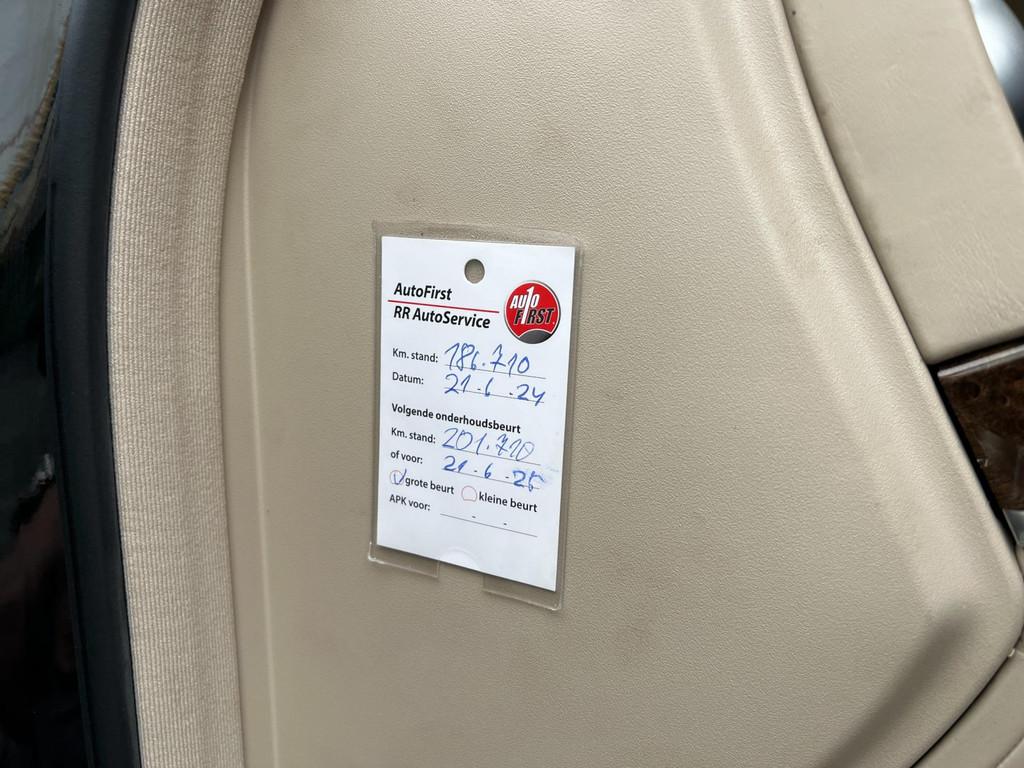 AutoFirst
RR AutoService
AUTO
FIRST
Km. stand: 186.710
Datum: 21-6-24
Volgende onderhoudsbeurt
Km. stand: 201.710
of voor: 21-6-25
grote beurt kleine beurt
APK voor: - -